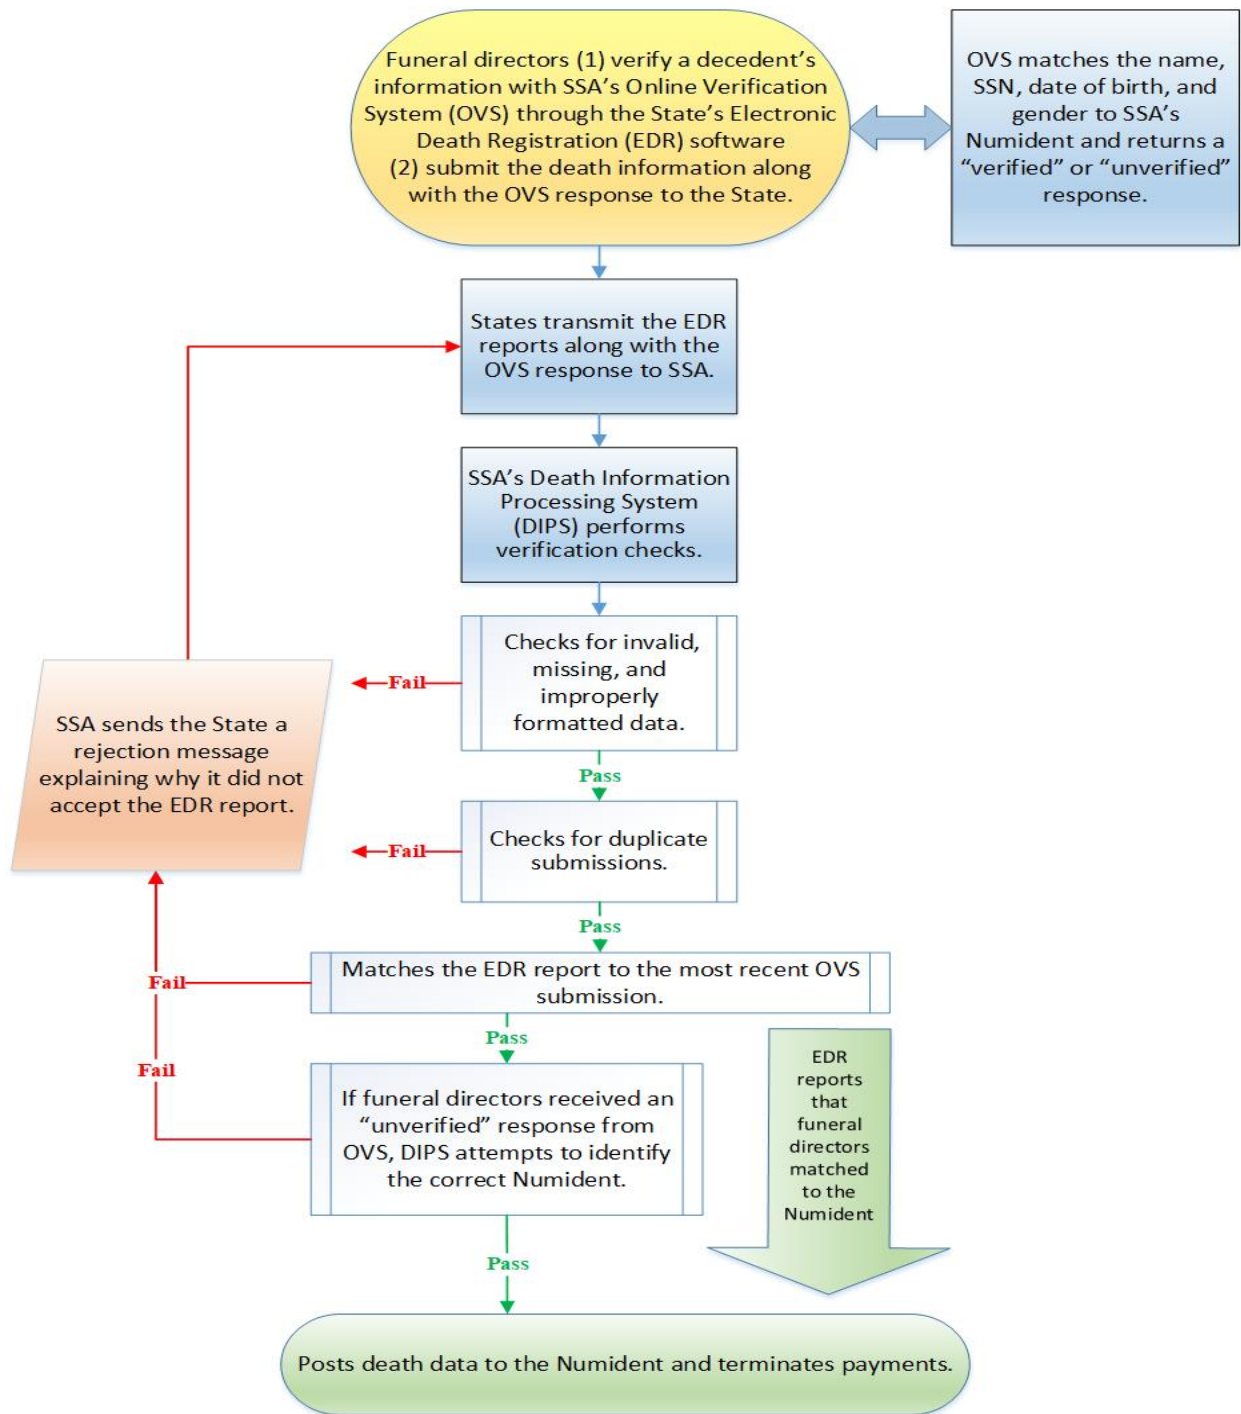 Funeral directors (1) verify a decedent’s
information with SSA’s Online Verification
System (OVS) through the State’s Electronic
Death Registration (EDR) software
(2) submit the death information along
with the OVS response to the State.
OVS matches the name,
SSN, date of birth, and
gender to SSA’s
Numident and returns a
“verified” or “unverified”
response.
States transmit the EDR
reports along with the
OVS response to SSA.
SSA’s Death Information
Processing System
(DIPS) performs
verification checks.
Checks for invalid,
missing, and
improperly
formatted data.
Fail
SSA sends the State a
rejection message
explaining why it did not
accept the EDR report.
Pass
Checks for duplicate
submissions.
Fail
Pass
Matches the EDR report to the most recent OVS
submission.
Fail
Pass
If funeral directors received an
“unverified” response from
OVS, DIPS attempts to identify
the correct Numident.
Fail
EDR
reports
that
funeral
directors
matched
to the
Numident
Pass
Posts death data to the Numident and terminates payments.